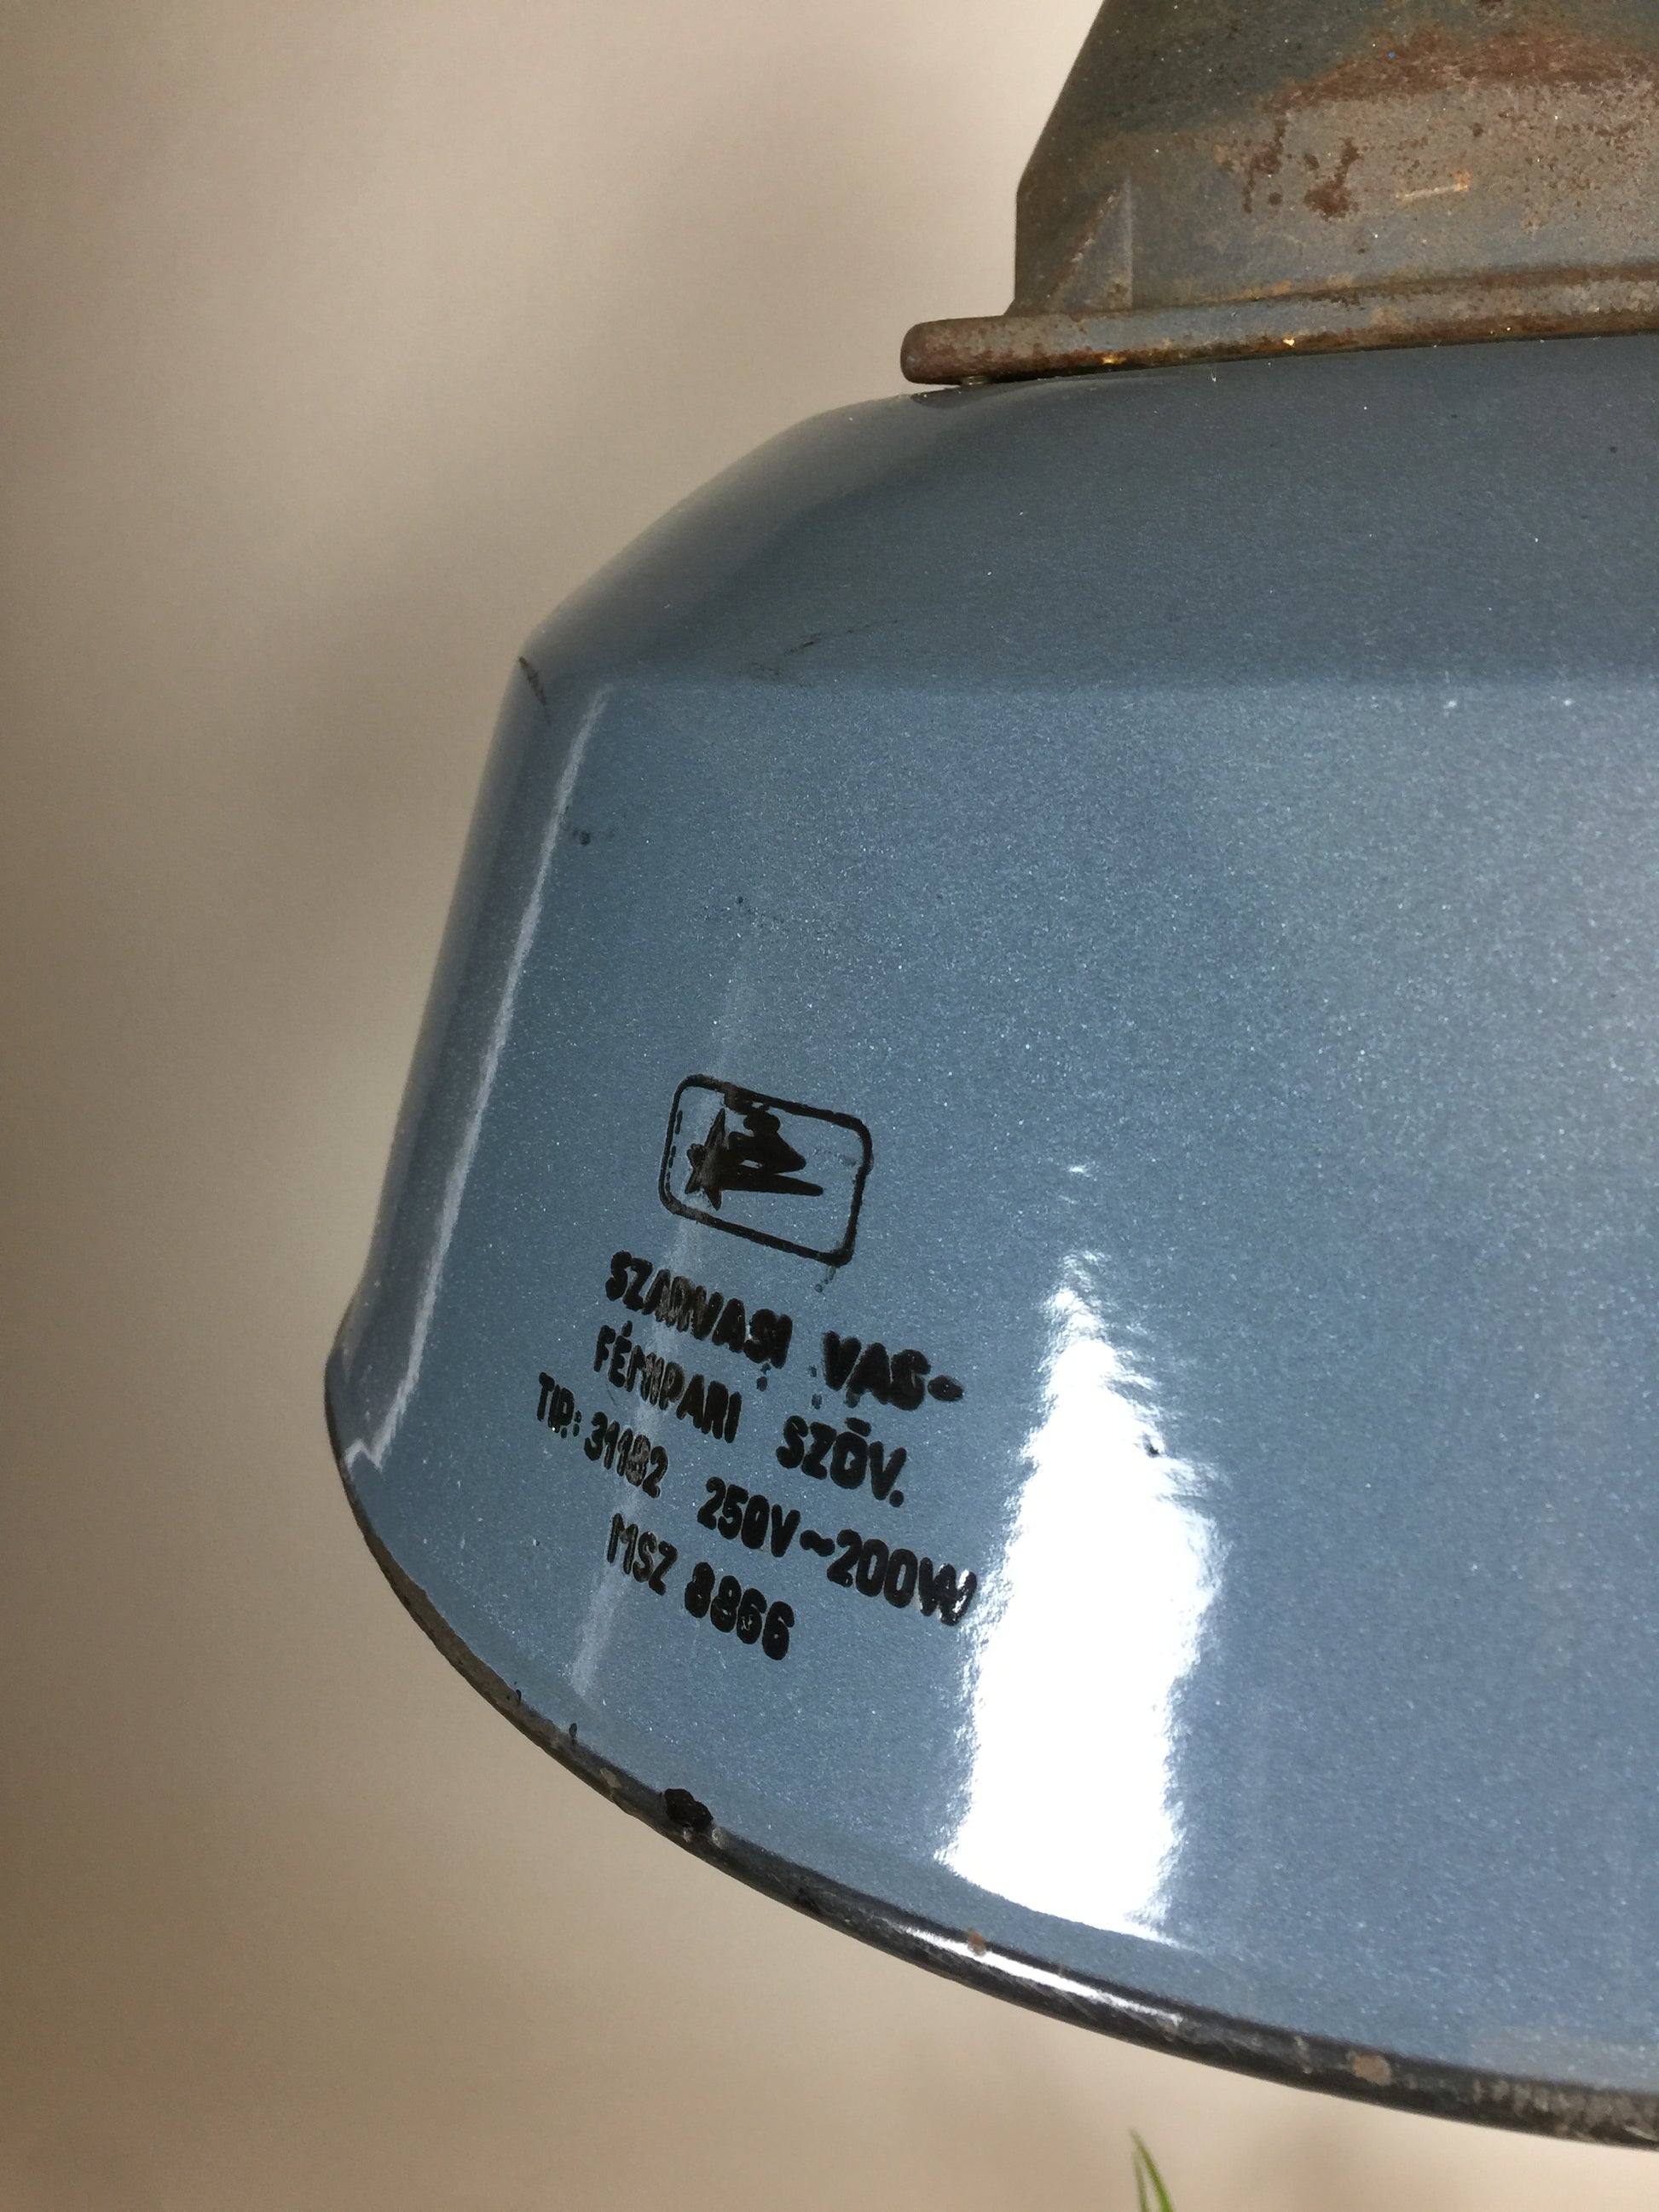 SZARVASI VAS-
FÉMIPARI SZÖV.
TIP.: 31182 250V~200W
MSZ 8866